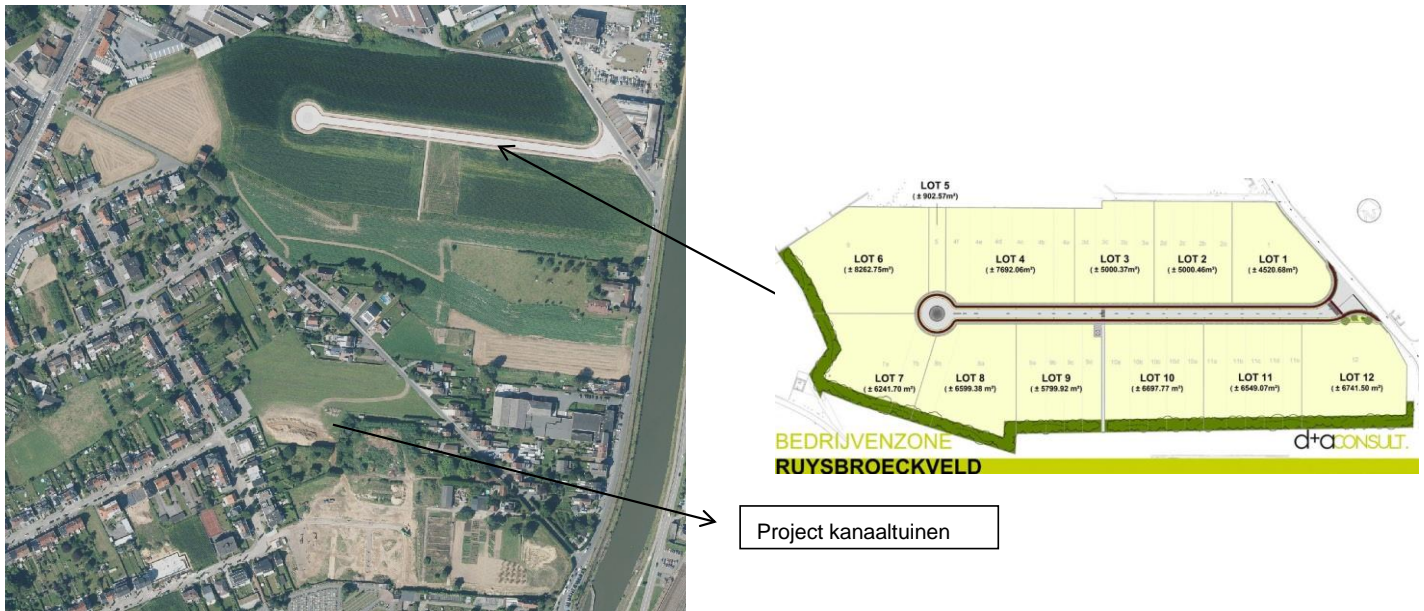 LOT 5
( ± 902.57m²)
LOT 6
( ± 8262.75m²)
LOT 4
( ± 7692.06m²)
LOT 3
( ± 5000.37m²)
LOT 2
( ± 5000.46m²)
LOT 1
( ± 4520.68m²)
LOT 7
( ± 6241.70 m²)
LOT 8
( ± 6599.38 m²)
LOT 9
( ± 5799.92 m²)
LOT 10
( ± 6697.77 m²)
LOT 11
( ± 6549.07m²)
LOT 12
( ± 6741.50 m²)
BEDRIJVENZONE
d+aCONSULT.
RUYSBROECKVELD
Project kanaaltuinen